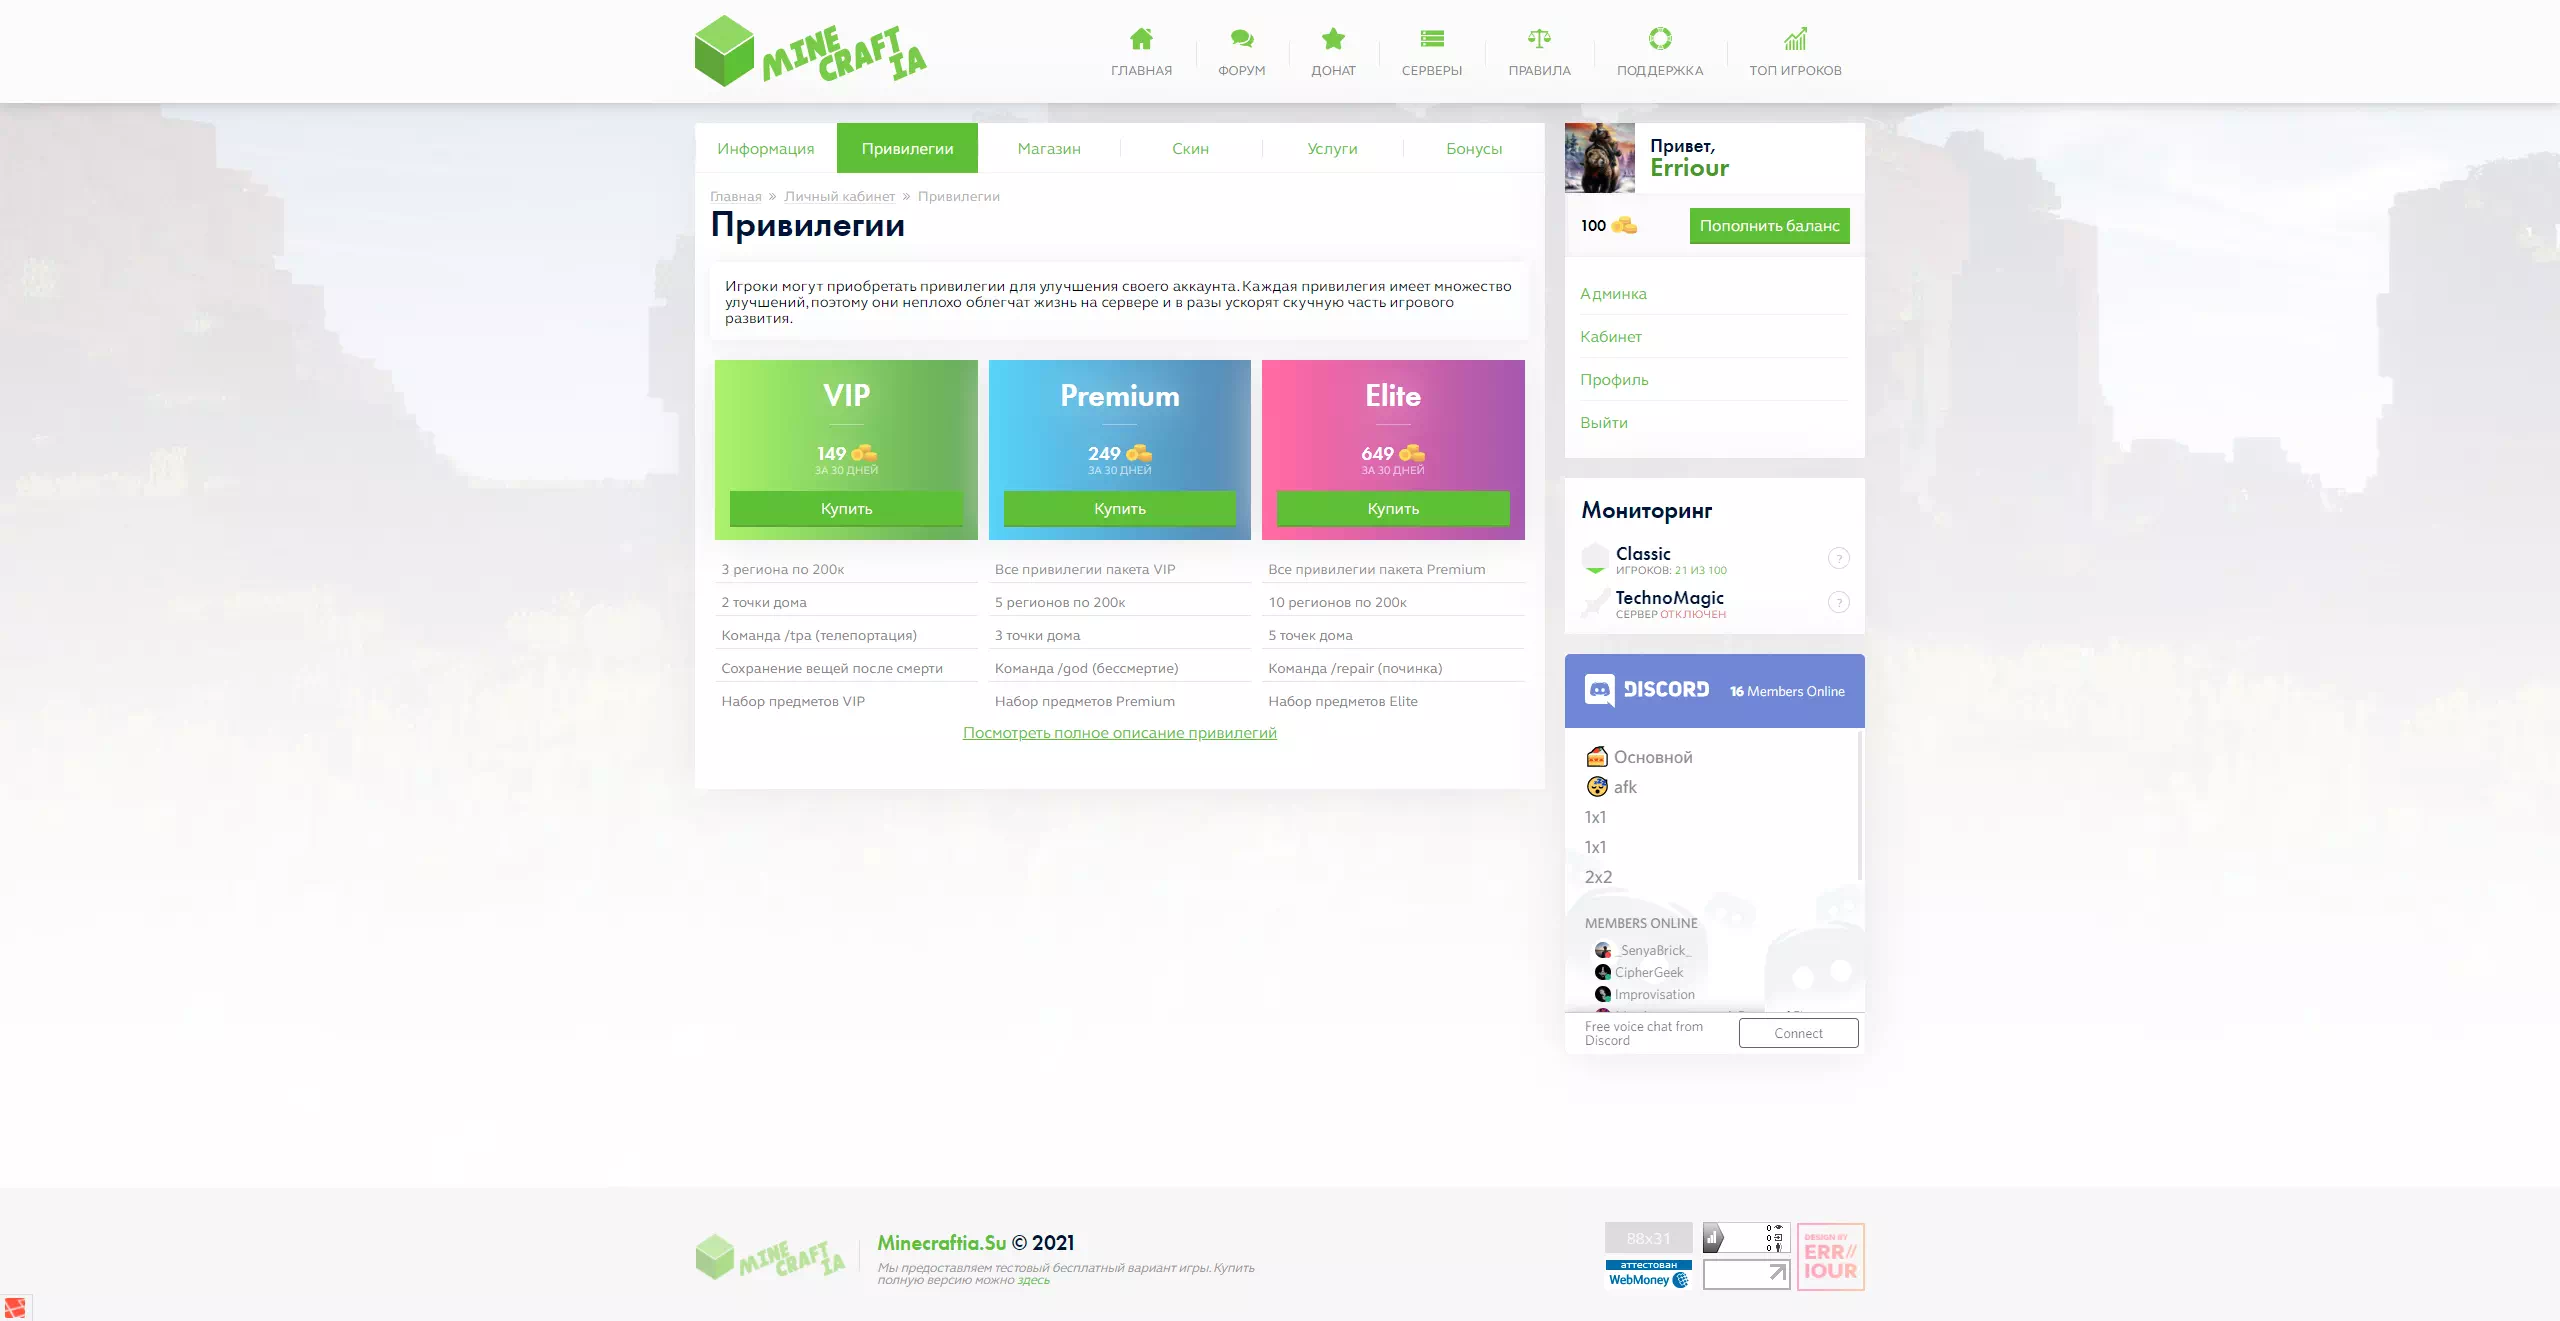 MINE
CRAFT
IA
ГЛАВНАЯ
ФОРУМ
ДОНАТ
СЕРВЕРЫ
ПРАВИЛА
ПОДДЕРЖКА
ТОП ИГРОКОВ
Информация
Привилегии
Магазин
Скин
Услуги
Бонусы
Главная » Личный кабинет » Привилегии
Привилегии
Игроки могут приобретать привилегии для улучшения своего аккаунта. Каждая привилегия имеет множество
улучшений, поэтому они неплохо облегчат жизнь на сервере и в разы ускорят скучную часть игрового
развития.
VIP
149
ЗА 30 ДНЕЙ
Купить
3 региона по 200к
2 точки дома
Команда /tpa (телепортация)
Сохранение вещей после смерти
Набор предметов VIP
Premium
249
ЗА 30 ДНЕЙ
Купить
Все привилегии пакета VIP
5 регионов по 200к
3 точки дома
Команда /god (бессмертие)
Набор предметов Premium
Elite
649
ЗА 30 ДНЕЙ
Купить
Все привилегии пакета Premium
10 регионов по 200к
5 точек дома
Команда /repair (починка)
Набор предметов Elite
Посмотреть полное описание привилегий
Привет,
Erriour
100
Пополнить баланс
Админка
Кабинет
Профиль
Выйти
Мониторинг
Classic
ИГРОКОВ: 21 ИЗ 100
?
TechnoMagic
СЕРВЕР ОТКЛЮЧЕН
?
DISCORD
16 Members Online
Основной
afk
1x1
1x1
2x2
MEMBERS ONLINE
_SenyaBrick_
CipherGeek
Improvisation
Free voice chat from
Discord
Connect
MINE
CRAFT
IA
Minecraftia.Su © 2021
Мы предоставляем тестовый бесплатный вариант игры. Купить
полную версию можно здесь
88x31
0
0
0
аттестован
WebMoney
DESIGN BY
ERR//
IOUR